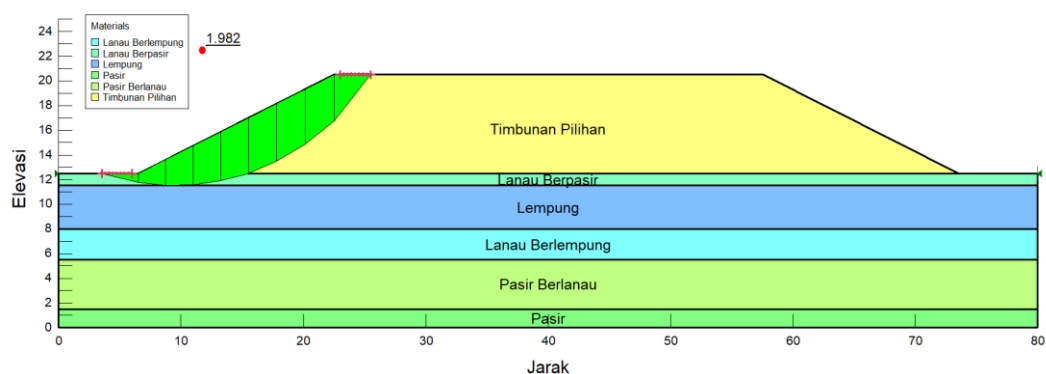 Materials
Lanau Berlempung
Lanau Berpasir
Lempung
Pasir
Pasir Berlanau
Timbunan Pilihan
1.982
Elevasi
24
22
20
18
16
14
12
10
8
6
4
2
0
Timbunan Pilihan
Lanau Berpasir
Lempung
Lanau Berlempung
Pasir Berlanau
Pasir
0 10 20 30 40 50 60 70 80
Jarak